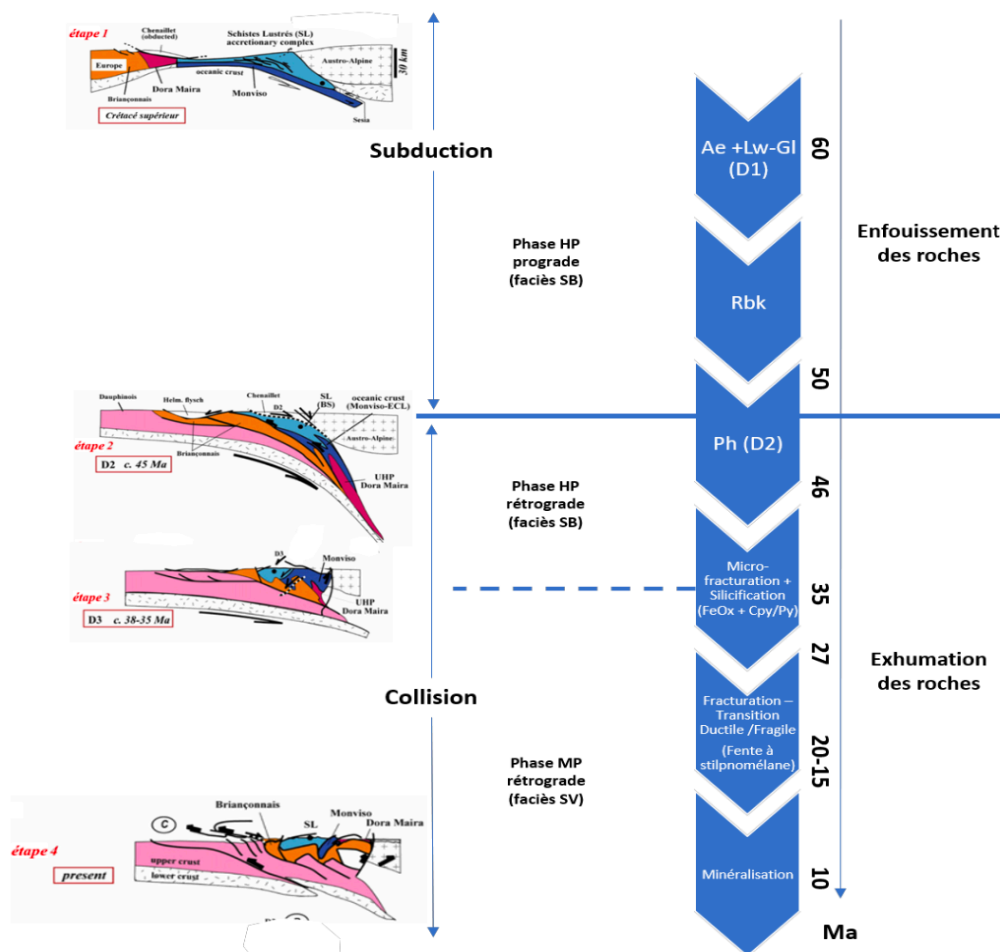 étape 1
Chenaillet
(obducted)
Schistes Lustrés (SL)
accretionary complex
Europe
oceanic crust
Austro-Alpine
30 km
Dora Maira
Monviso
Briançonnais
Sesia
Crétacé supérieur
Subduction
Phase HP
prograde
(faciès SB)
Ae +Lw-Gl
(D1)
60
Rbk
50
Enfouissement
des roches
Dauphinois
Helm. flysch
Chenaillet
D2
SL
(BS)
oceanic crust
(Monviso-ECL)
Austro-Alpine
Briançonnais
étape 2
D2 c. 45 Ma
UHP
Dora Maira
Phase HP
rétrograde
(faciès SB)
Ph (D2)
46
D3
Monviso
étape 3
UHP
Dora Maira
D3 c. 38-35 Ma
Micro-
fracturation +
Silicification
(FeOx + Cpy/Py)
35
27
Collision
Exhumation
des roches
Fracturation –
Transition
Ductile /Fragile
(Fente à
stilpnomélane)
20-15
Phase MP
rétrograde
(faciès SV)
Briançonnais
Monviso
C
SL
Dora Maira
étape 4
upper crust
lower crust
present
Minéralisation
10
Ma